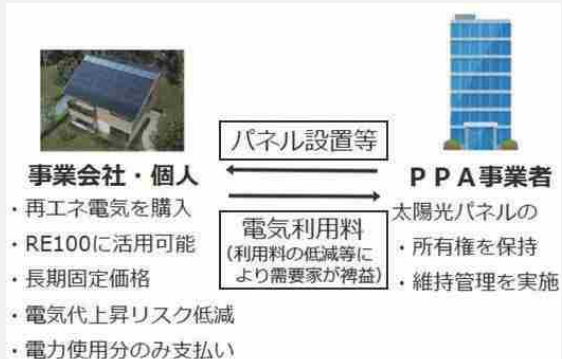 パネル設置等
事業会社・個人
ＰＰＡ事業者
・再エネ電気を購入
・RE100に活用可能
・長期固定価格
・電気代上昇リスク低減
・電力使用分のみ支払い
電気利用料
(利用料の低減等に
より需要家が裨益)
太陽光パネルの
・所有権を保持
・維持管理を実施